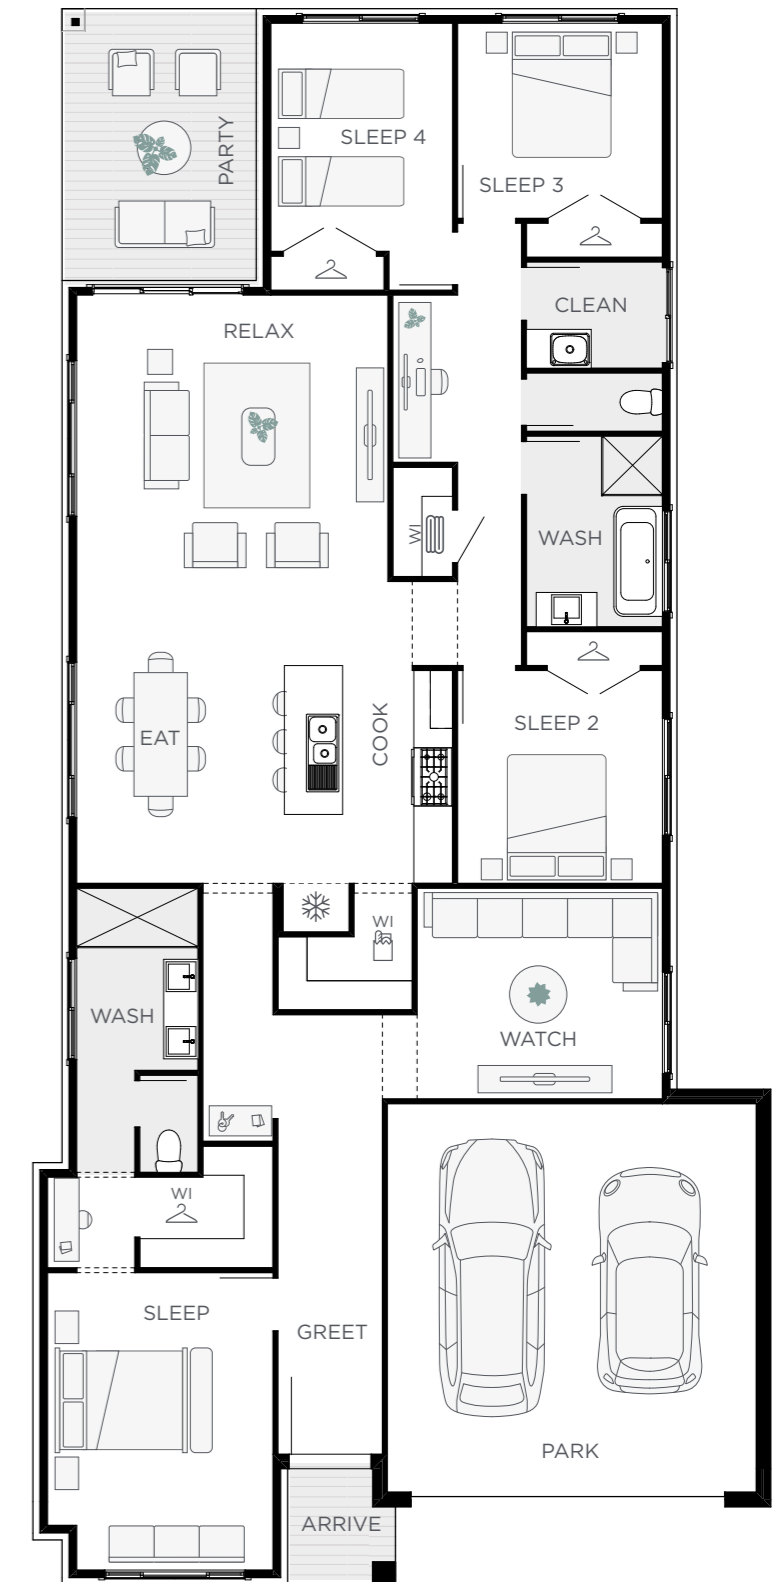 PARTY
SLEEP 4
SLEEP 3
CLEAN
RELAX
WI
WASH
SLEEP 2
EAT
COOK
WI
WASH
WATCH
WI
SLEEP
GREET
PARK
ARRIVE